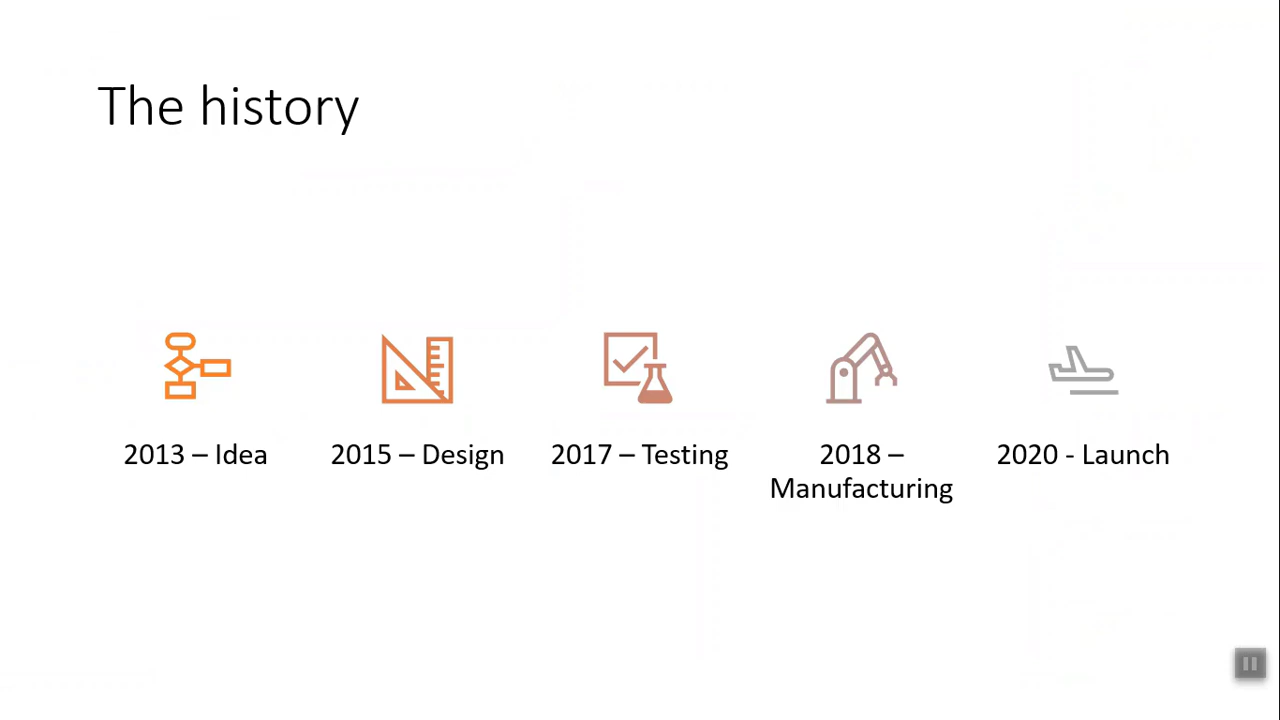 The history
2013 – Idea
2015 – Design
2017 – Testing
2018 –
Manufacturing
2020 - Launch